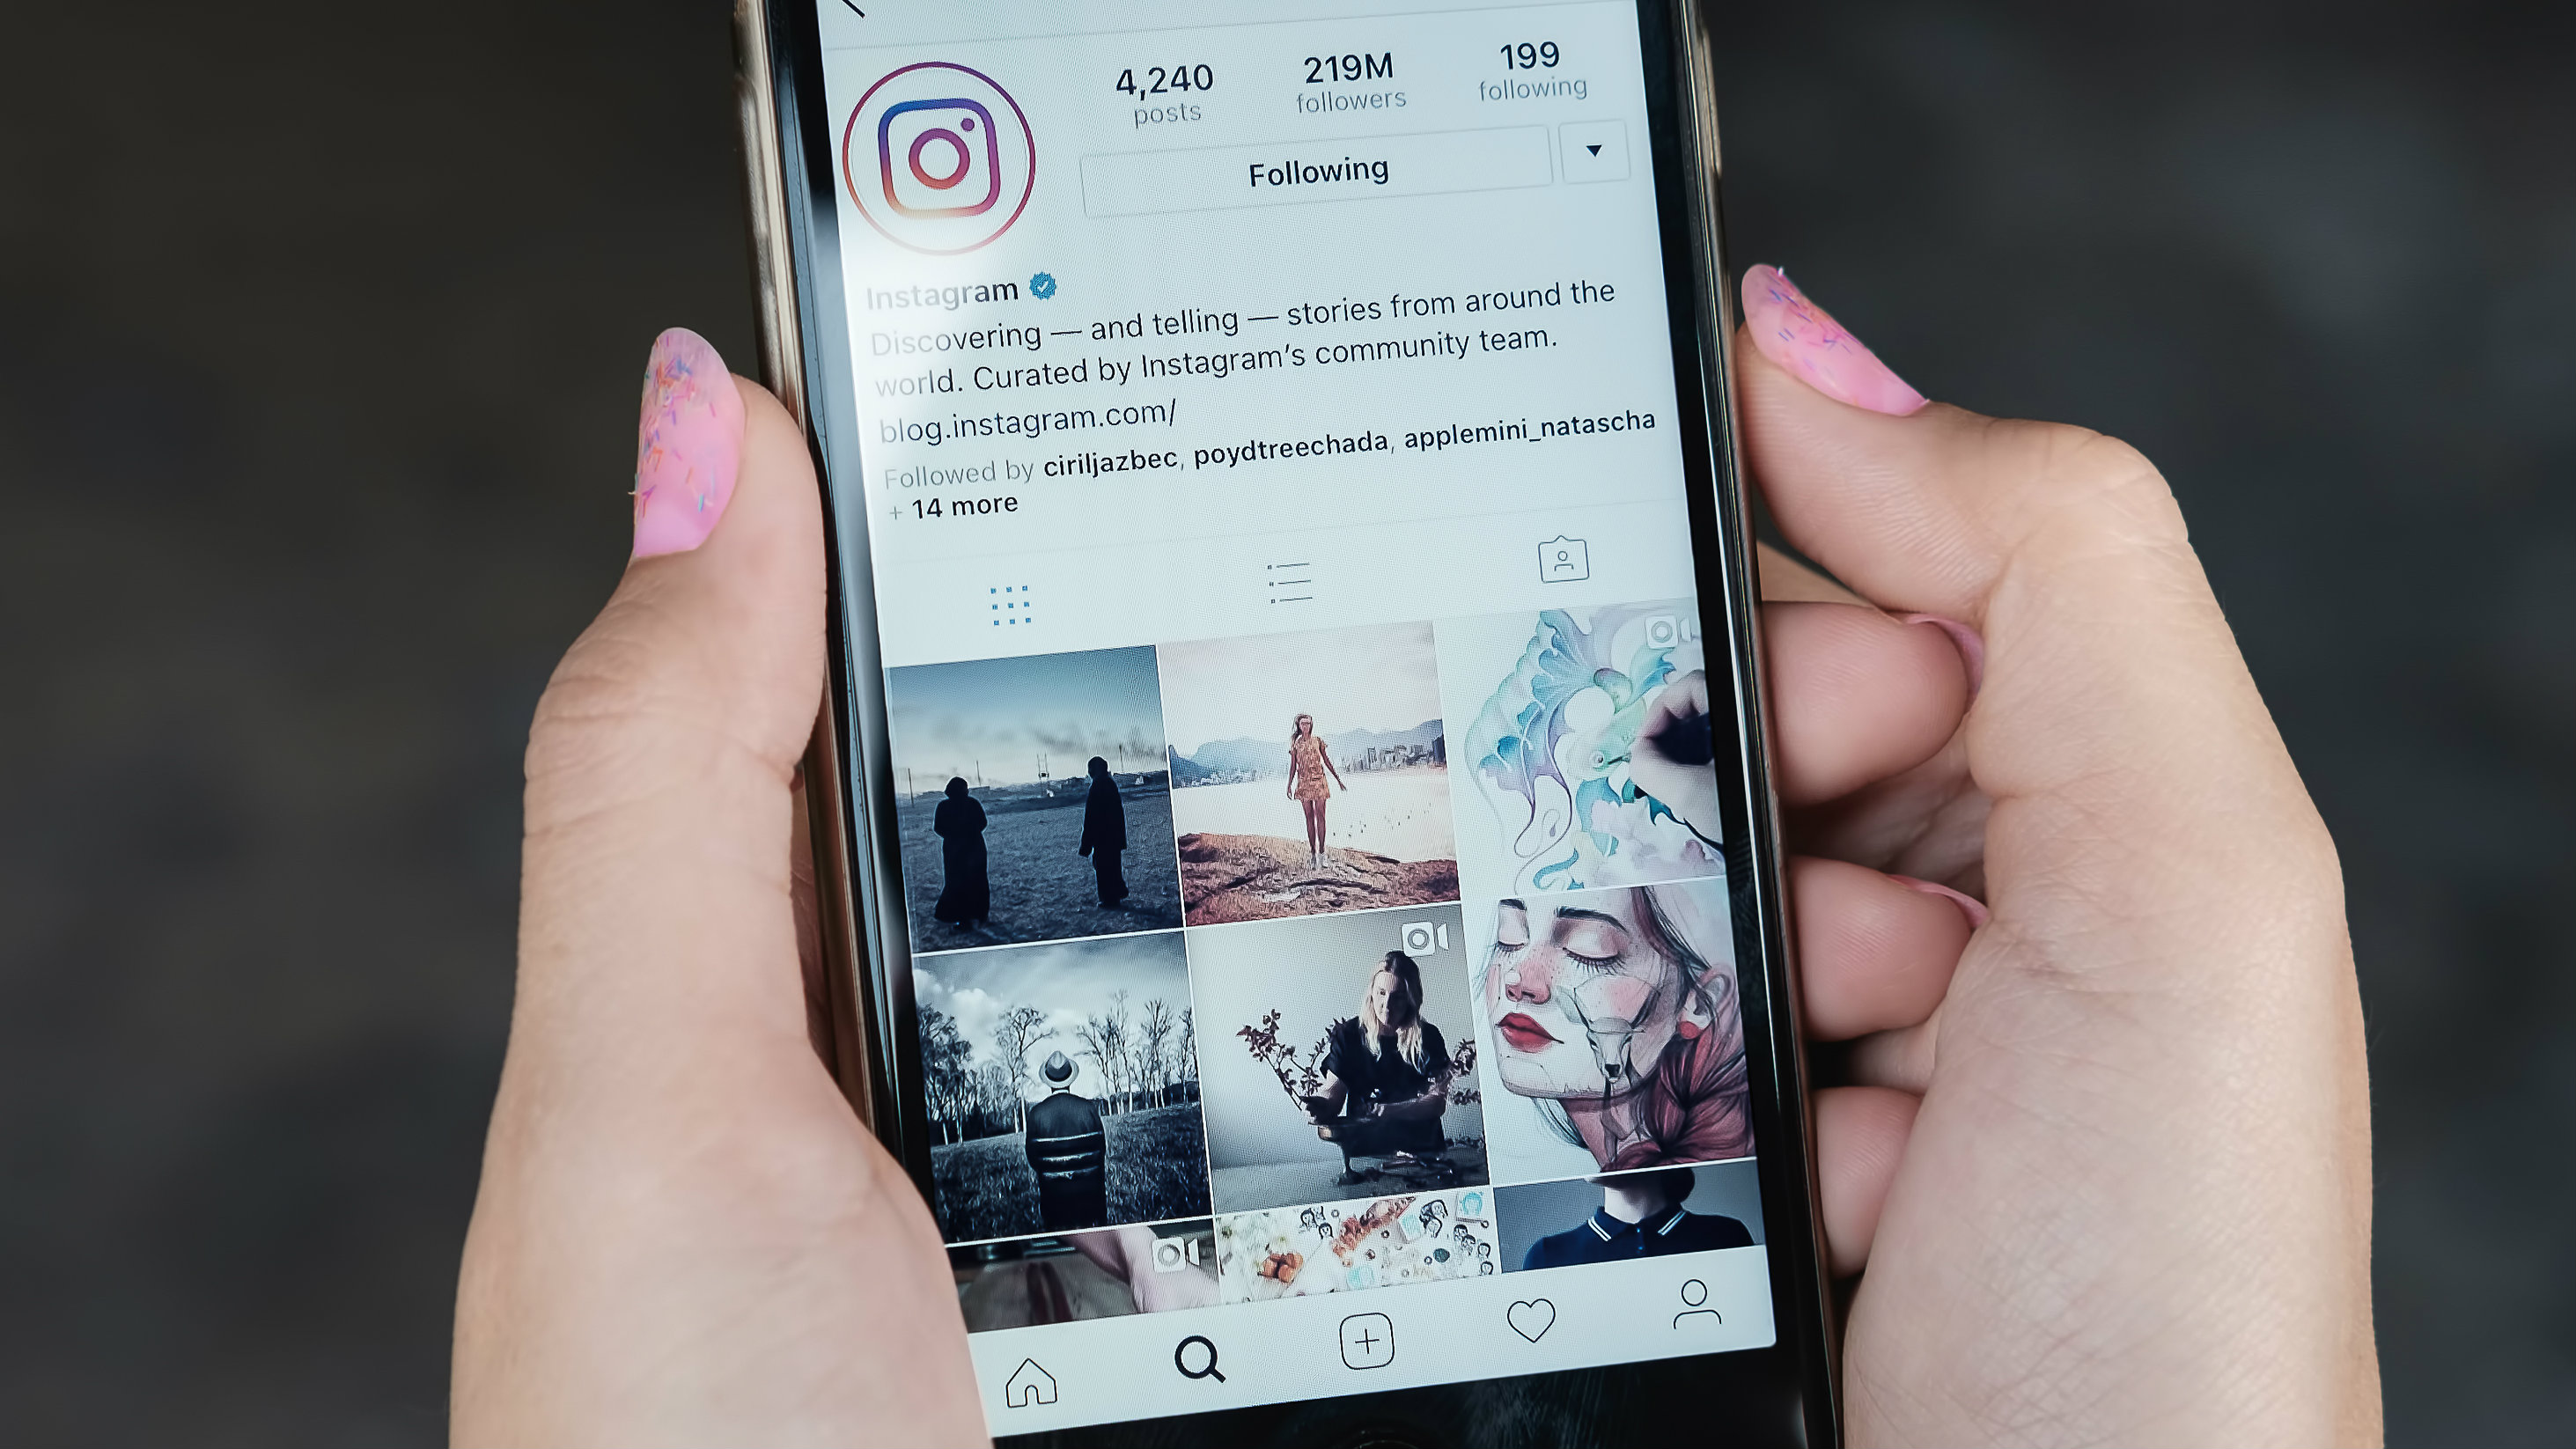 4,240 219M 199
posts followers following
Following
Instagram
Discovering — and telling — stories from around the
world. Curated by Instagram’s community team.
blog.instagram.com/
Followed by ciriljazbec, poydtreechada, applemini_natascha
+ 14 more